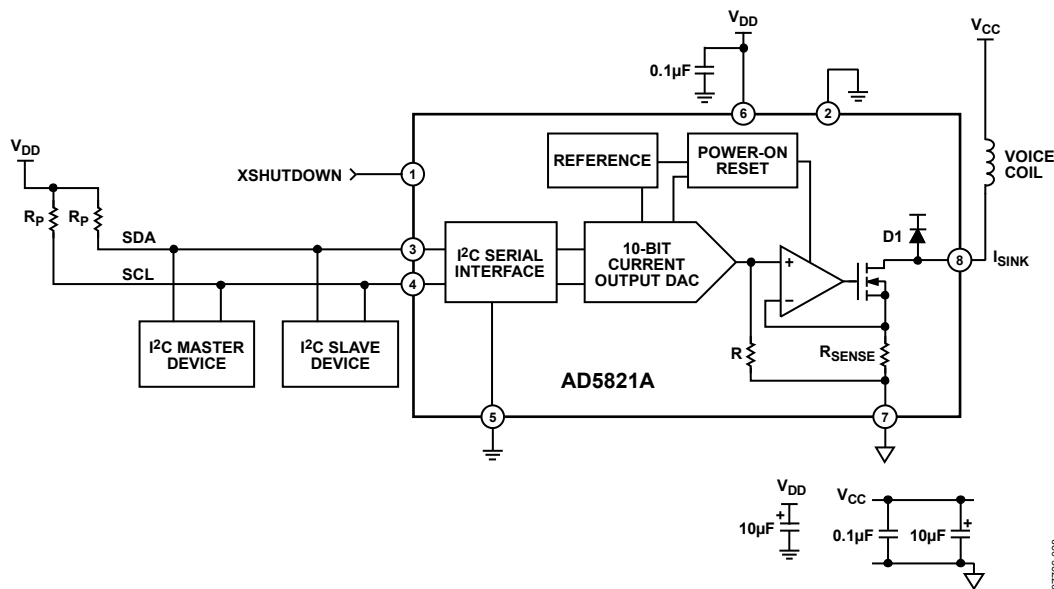 VDD
VCC
0.1µF
6
2
VDD
REFERENCE
POWER-ON
RESET
VOICE
COIL
XSHUTDOWN
1
RP
RP
SDA
3
I²C SERIAL
INTERFACE
10-BIT
CURRENT
OUTPUT DAC
+
–
D1
8
ISINK
SCL
4
I²C MASTER
DEVICE
I²C SLAVE
DEVICE
R
RSENSE
AD5821A
5
7
VDD
+
10µF
VCC
0.1µF
10µF
+